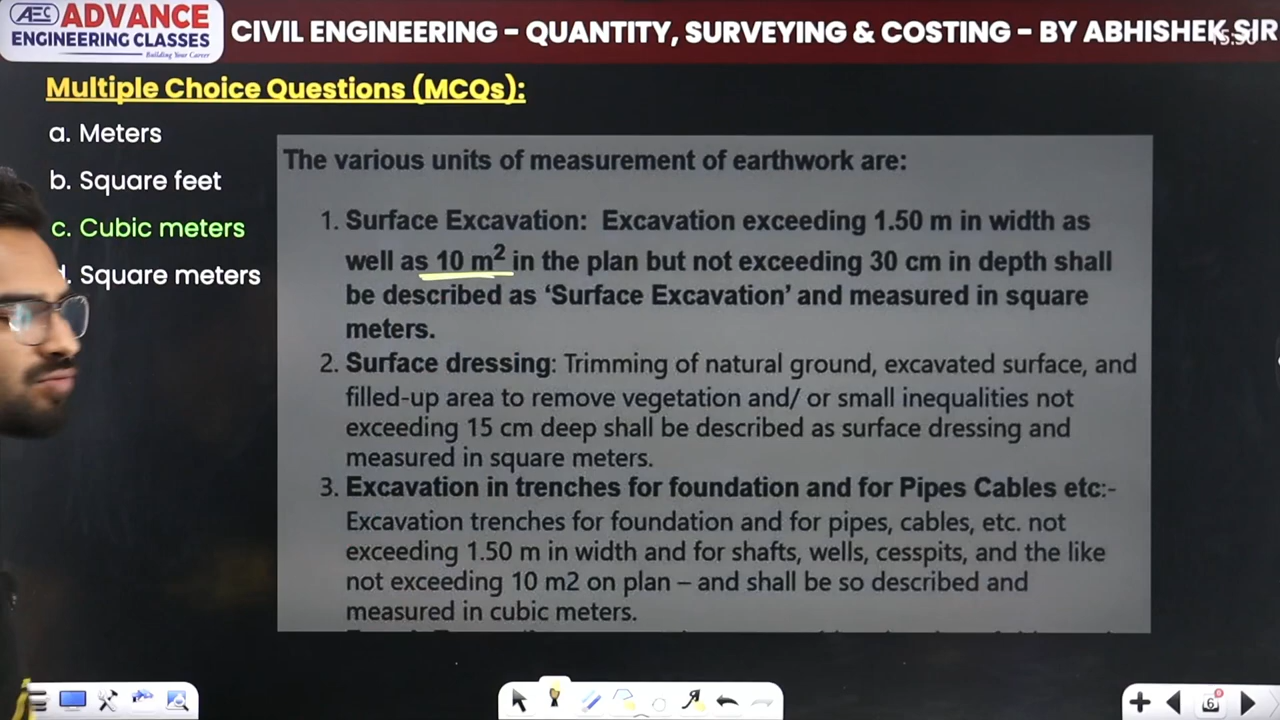 AEC ADVANCE
ENGINEERING CLASSES
Building Your Career
CIVIL ENGINEERING - QUANTITY, SURVEYING & COSTING - BY ABHISHEK SIR
Multiple Choice Questions (MCQs):
a. Meters
b. Square feet
c. Cubic meters
d. Square meters
The various units of measurement of earthwork are:
1. Surface Excavation: Excavation exceeding 1.50 m in width as
well as 10 m² in the plan but not exceeding 30 cm in depth shall
be described as ‘Surface Excavation’ and measured in square
meters.
2. Surface dressing: Trimming of natural ground, excavated surface, and
filled-up area to remove vegetation and/ or small inequalities not
exceeding 15 cm deep shall be described as surface dressing and
measured in square meters.
3. Excavation in trenches for foundation and for Pipes Cables etc:-
Excavation trenches for foundation and for pipes, cables, etc. not
exceeding 1.50 m in width and for shafts, wells, cesspits, and the like
not exceeding 10 m2 on plan – and shall be so described and
measured in cubic meters.
6